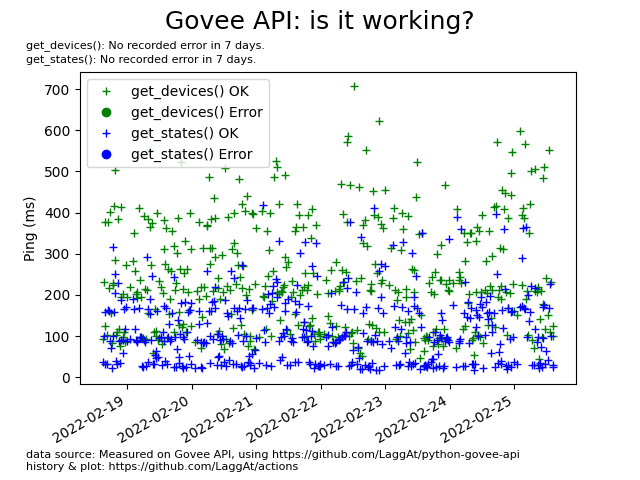 Govee API: is it working?
get_devices(): No recorded error in 7 days.
get_states(): No recorded error in 7 days.
get_devices() OK
get_devices() Error
get_states() OK
get_states() Error
Ping (ms)
700
600
500
400
300
200
100
0
2022-02-19
2022-02-20
2022-02-21
2022-02-22
2022-02-23
2022-02-24
2022-02-25
data source: Measured on Govee API, using https://github.com/LaggAt/python-govee-api
history & plot: https://github.com/LaggAt/actions